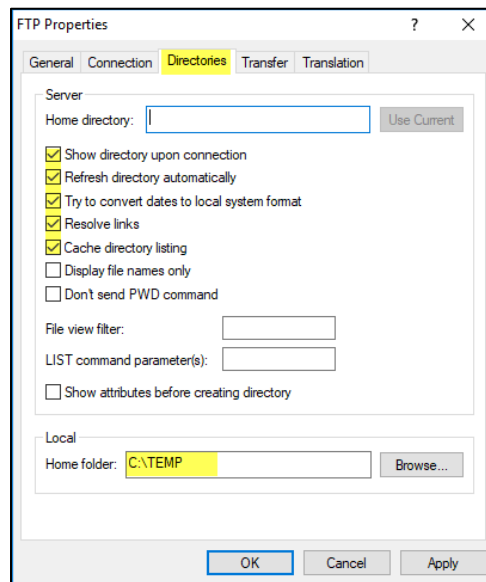 FTP Properties ? X
General Connection Directories Transfer Translation
Server
Home directory: Use Current
Show directory upon connection
Refresh directory automatically
Try to convert dates to local system format
Resolve links
Cache directory listing
Display file names only
Don't send PWD command
File view filter:
LIST command parameter(s):
Show attributes before creating directory
Local
Home folder: C:\TEMP Browse...
OK Cancel Apply